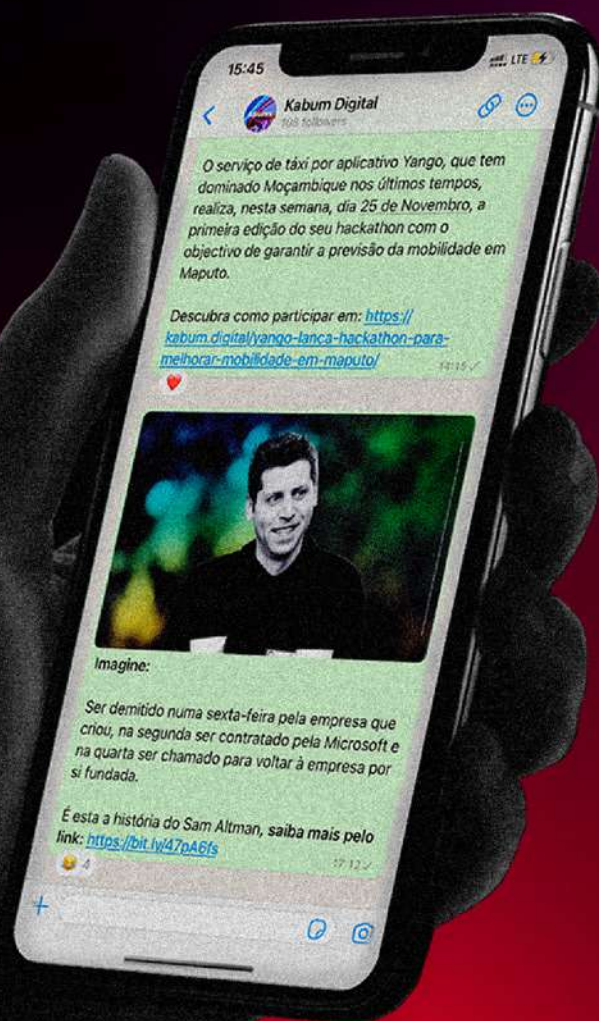 15:45
LTE
Kabum Digital
108 followers
O serviço de táxi por aplicativo Yango, que tem
dominado Moçambique nos últimos tempos,
realiza, nesta semana, dia 25 de Novembro, a
primeira edição do seu hackathon com o
objectivo de garantir a previsão da mobilidade em
Maputo.
Descubra como participar em: https://
kabum.digital/yango-lanca-hackathon-para-
melhorar-mobilidade-em-maputo/
14:15
Imagine:
Ser demitido numa sexta-feira pela empresa que
criou, na segunda ser contratado pela Microsoft e
na quarta ser chamado para voltar à empresa por
si fundada.
É esta a história do Sam Altman, saiba mais pelo
link: https://bit.ly/47pA6fs
17:12
4